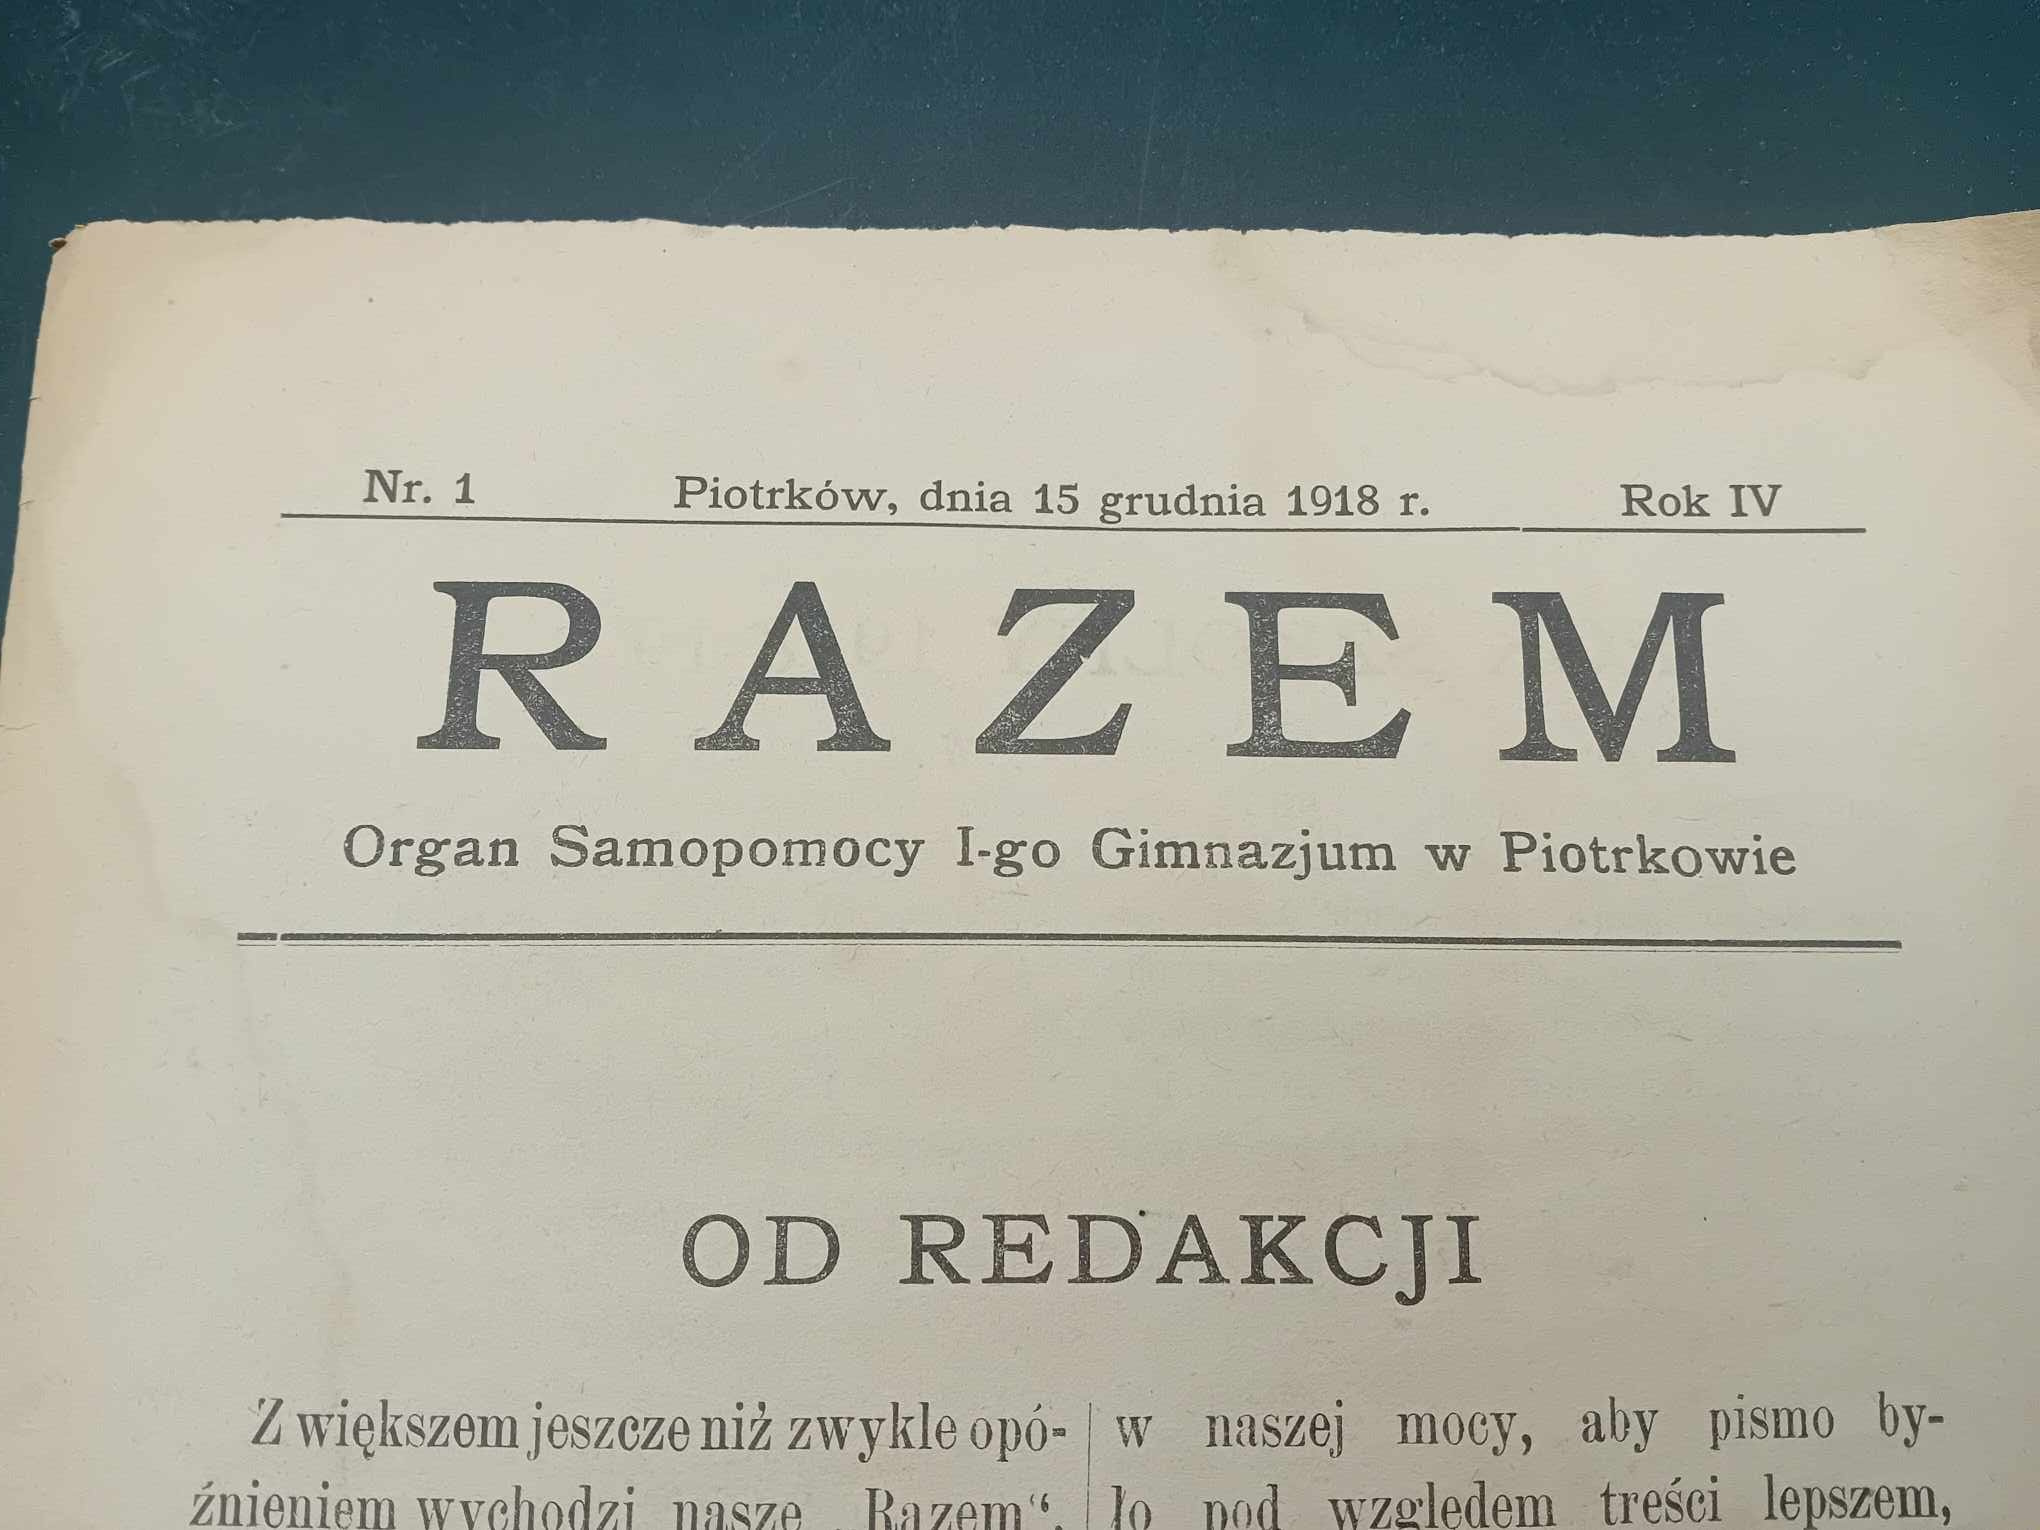 Nr. 1 Piotrków, dnia 15 grudnia 1918 r. Rok IV
RAZEM
Organ Samopomocy I-go Gimnazjum w Piotrkowie
OD REDAKCJI
Z większem jeszcze niż zwykle opó-
źnieniem wychodzi nasze „Razem“.
w naszej mocy, aby pismo by-
ło pod względem treści lepszem,